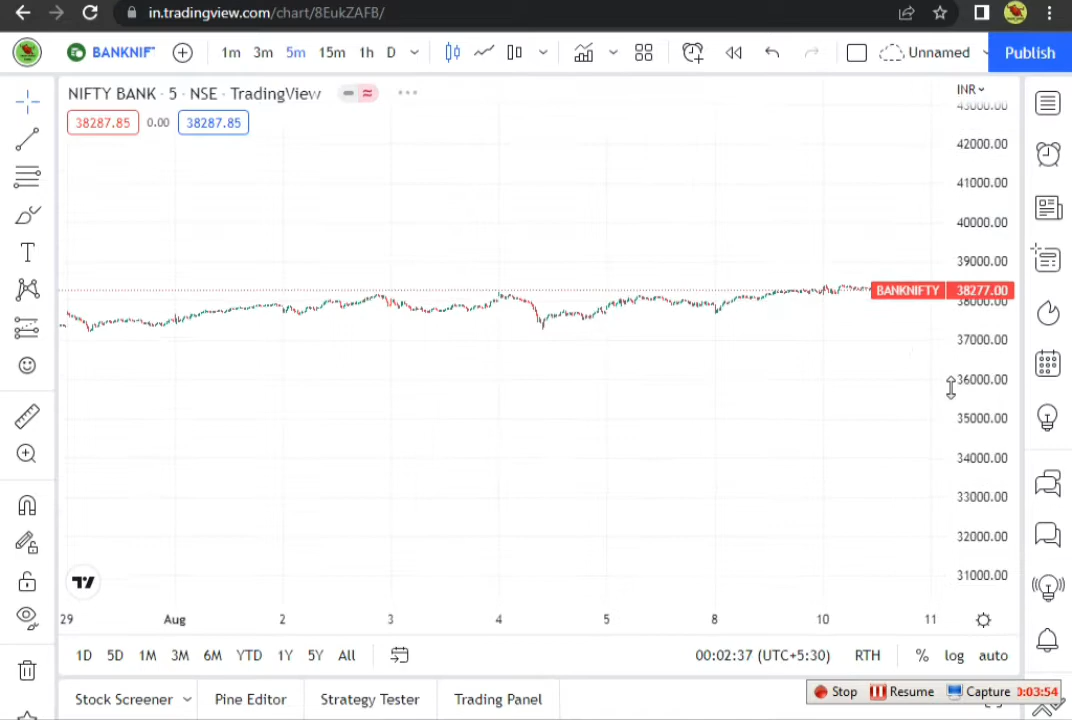 in.tradingview.com/chart/8EukZAFB/
BANKNIF
1m 3m 5m 15m 1h D
Unnamed
Publish
NIFTY BANK · 5 · NSE · TradingView
INR
38287.85 0.00 38287.85
43000.00
42000.00
41000.00
40000.00
39000.00
BANKNIFTY 38277.00
38000.00
37000.00
36000.00
35000.00
34000.00
33000.00
32000.00
31000.00
29 Aug 2 3 4 5 8 10 11
1D 5D 1M 3M 6M YTD 1Y 5Y All
00:02:37 (UTC+5:30) RTH % log auto
Stock Screener Pine Editor Strategy Tester Trading Panel
Stop Resume Capture 0:03:54